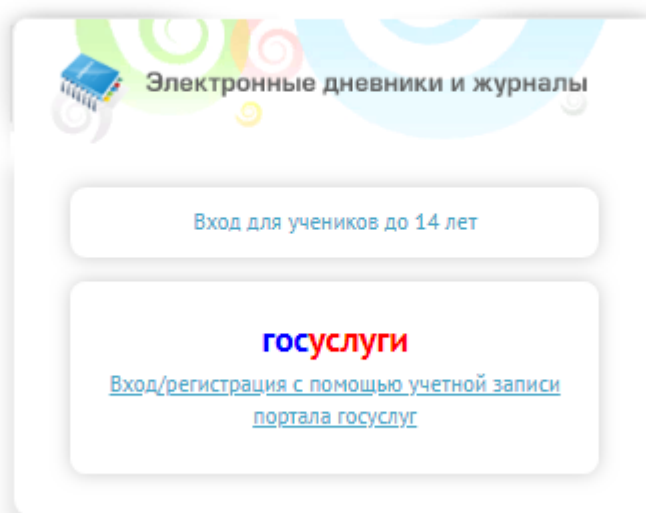 Электронные дневники и журналы
Вход для учеников до 14 лет
госуслуги
Вход/регистрация с помощью учетной записи
портала госуслуг